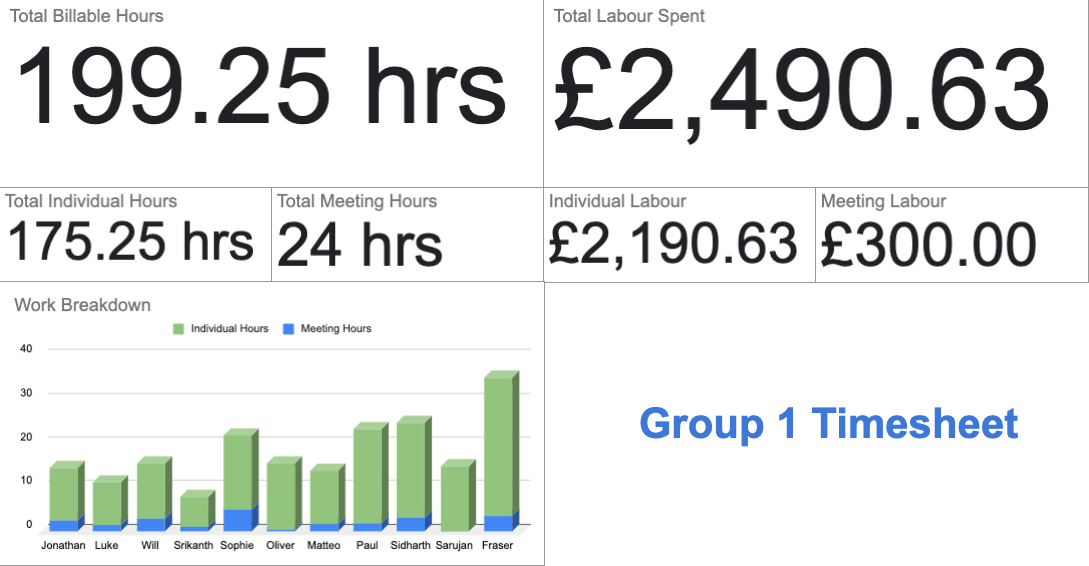 Total Billable Hours
199.25 hrs
Total Labour Spent
£2,490.63
Total Individual Hours
175.25 hrs
Total Meeting Hours
24 hrs
Individual Labour
£2,190.63
Meeting Labour
£300.00
Work Breakdown
Individual Hours Meeting Hours
40
30
20
10
0
Jonathan Luke Will Srikanth Sophie Oliver Matteo Paul Sidharth Sarujan Fraser
Group 1 Timesheet